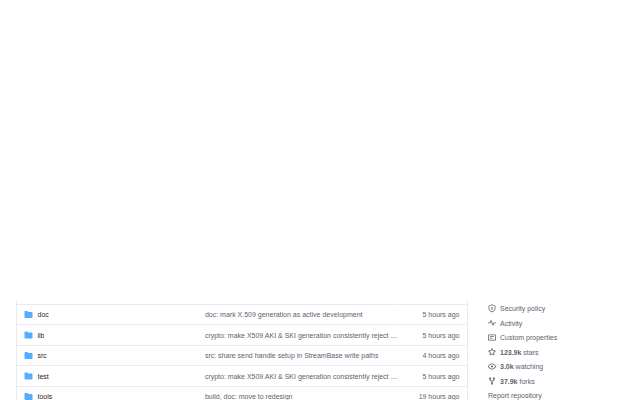 doc doc: mark X.509 generation as active development 5 hours ago
lib crypto: make X509 AKI & SKI generation consistently reject ... 5 hours ago
src src: share send handle setup in StreamBase write paths 4 hours ago
test crypto: make X509 AKI & SKI generation consistently reject ... 5 hours ago
tools build, doc: move to redesign 19 hours ago
Security policy
Activity
Custom properties
123.9k stars
3.0k watching
37.9k forks
Report repository